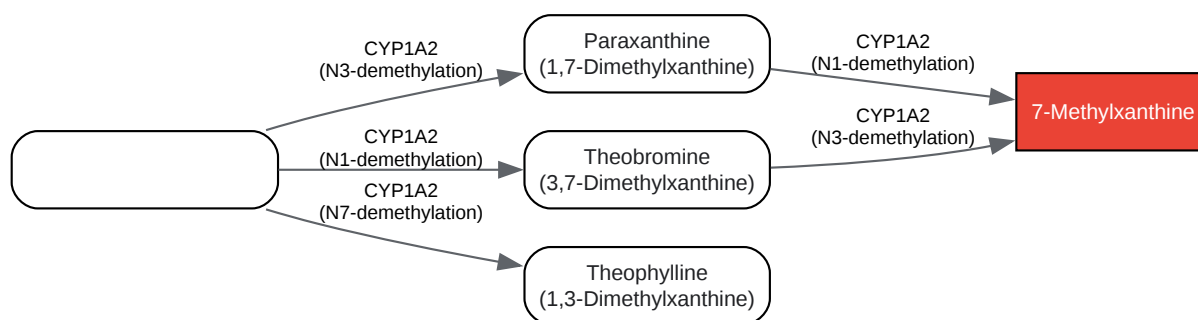 CYP1A2
(N3-demethylation)
Paraxanthine
(1,7-Dimethylxanthine)
CYP1A2
(N1-demethylation)
7-Methylxanthine
CYP1A2
(N1-demethylation)
Theobromine
(3,7-Dimethylxanthine)
CYP1A2
(N3-demethylation)
CYP1A2
(N7-demethylation)
Theophylline
(1,3-Dimethylxanthine)